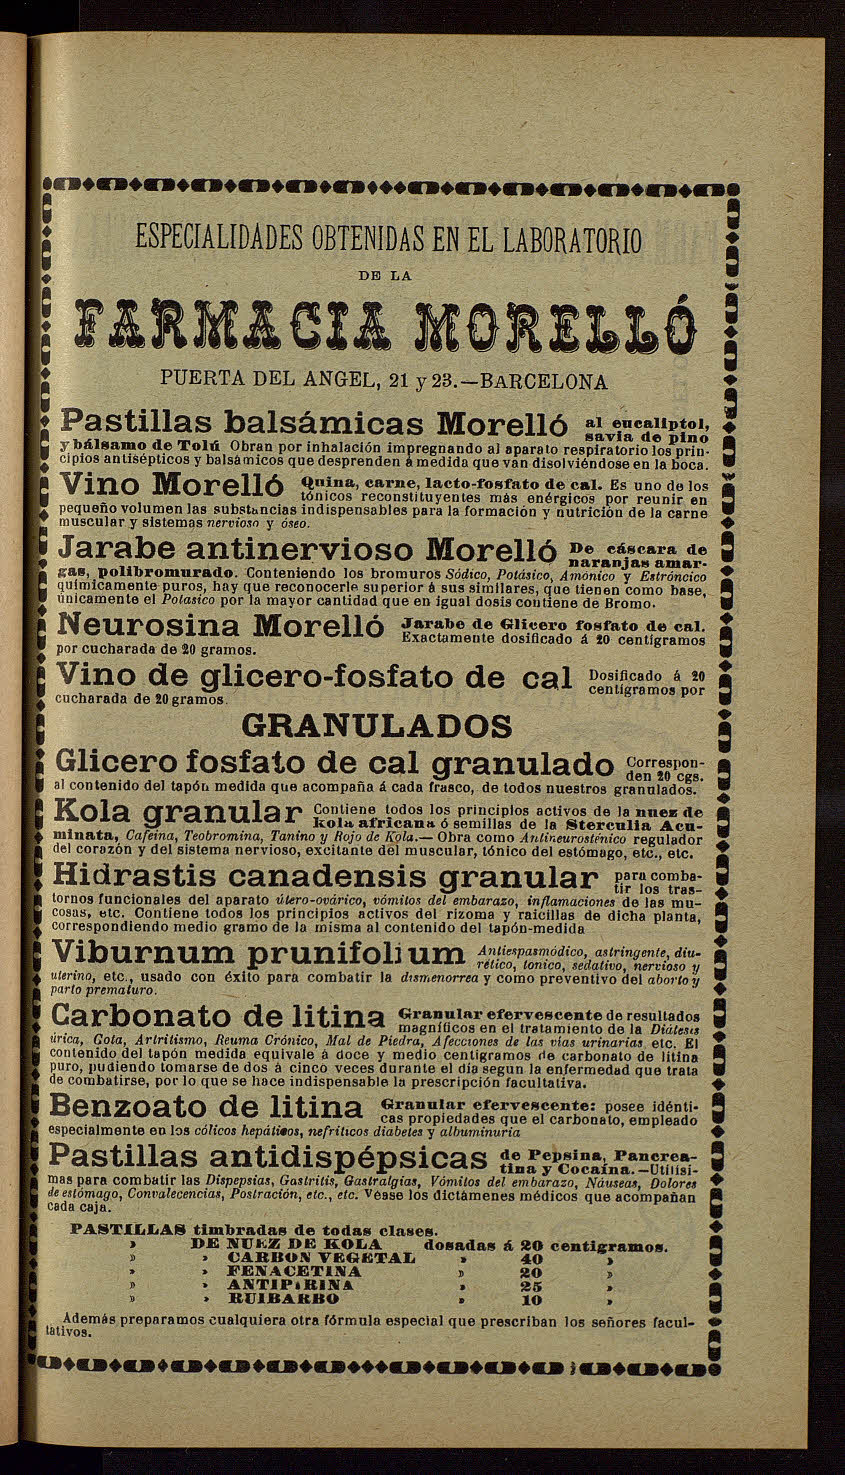 ESPECIALIDADES OBTENIDAS EN EL LABORATORIO
DE LA
FARMACIA MORELLÓ
PUERTA DEL ANGEL, 21 y 23.—BARCELONA
Pastillas balsámicas Morelló al eucaliptol,
savia de pino
y bálsamo de Tolú Obran por inhalación impregnando al aparato respiratorio los prin-
cipios antisépticos y balsámicos que desprenden á medida que van disolviéndose en la boca.
Vino Morelló Quina, carne, lacto-fosfato de cal. Es uno de los
tónicos reconstituyentes más enérgicos por reunir en
pequeño volumen las substancias indispensables para la formación y nutrición de la carne
muscular y sistemas nervioso y óseo.
Jarabe antinervioso Morelló De cáscara de
naranjas amar-
gas, polibromurado. Conteniendo los bromuros Sódico, Potásico, Amónico y Estróncico
químicamente puros, hay que reconocerle superior á sus similares, que tienen como base,
únicamente el Potasico por la mayor cantidad que en igual dosis contiene de Bromo.
Neurosina Morelló Jarabe de Glicero fosfato de cal.
Exactamente dosificado á 20 centigramos
por cucharada de 20 gramos.
Vino de glicero-fosfato de cal Dosificado á 20
centigramos por
cucharada de 20 gramos.
GRANULADOS
Glicero fosfato de cal granulado Correspon-
den 20 cgs.
al contenido del tapón medida que acompaña á cada frasco, de todos nuestros granulados.
Kola granular Contiene todos los principios activos de la nuez de
kola africana ó semillas de la Sterculia Acu-
minata, Cafeína, Teobromina, Tanino y Rojo de Kola.— Obra como Antineurosténico regulador
del corazón y del sistema nervioso, excitante del muscular, tónico del estómago, etc., etc.
Hidrastis canadensis granular para comba-
tir los tras-
tornos funcionales del aparato útero-ovárico, vómitos del embarazo, inflamaciones de las mu-
cosas, etc. Contiene todos los principios activos del rizoma y raicillas de dicha planta,
correspondiendo medio gramo de la misma al contenido del tapón-medida
Viburnum prunifolium Antiespasmódico, astringente, diu-
rético, tonico, sedativo, nervioso y
uterino, etc., usado con éxito para combatir la dismenorrea y como preventivo del aborto y
parto prematuro.
Carbonato de litina Granular efervescente de resultados
magníficos en el tratamiento de la Diátesis
úrica, Gota, Artritismo, Reuma Crónico, Mal de Piedra, Afecciones de las vías urinarias etc. El
contenido del tapón medida equivale á doce y medio centigramos de carbonato de litina
puro, pudiendo tomarse de dos á cinco veces durante el día segun la enfermedad que trata
de combatirse, por lo que se hace indispensable la prescripción facultativa.
Benzoato de litina Granular efervescente: posee idénti-
cas propiedades que el carbonato, empleado
especialmente en los cólicos hepáticos, nefríticos diabetes y albuminuria
Pastillas antidispépsicas de Pepsina, Pancrea-
tina y Cocaína.—Utilísi-
mas para combatir las Dispepsias, Gastritis, Gastralgias, Vómitos del embarazo, Náuseas, Dolores
de estómago, Convalecencias, Postración, etc., etc. Véase los dictámenes médicos que acompañan
cada caja.
PASTILLAS timbradas de todas clases.
» DE NUEZ DE KOLA dosadas á 20 centigramos.
» » CARBON VEGETAL » 40 »
» » FENACETINA » 20 »
» » ANTIPIRINA » 25 »
» » RUIBARBO » 10 »
Además preparamos cualquiera otra fórmula especial que prescriban los señores facul-
tativos.